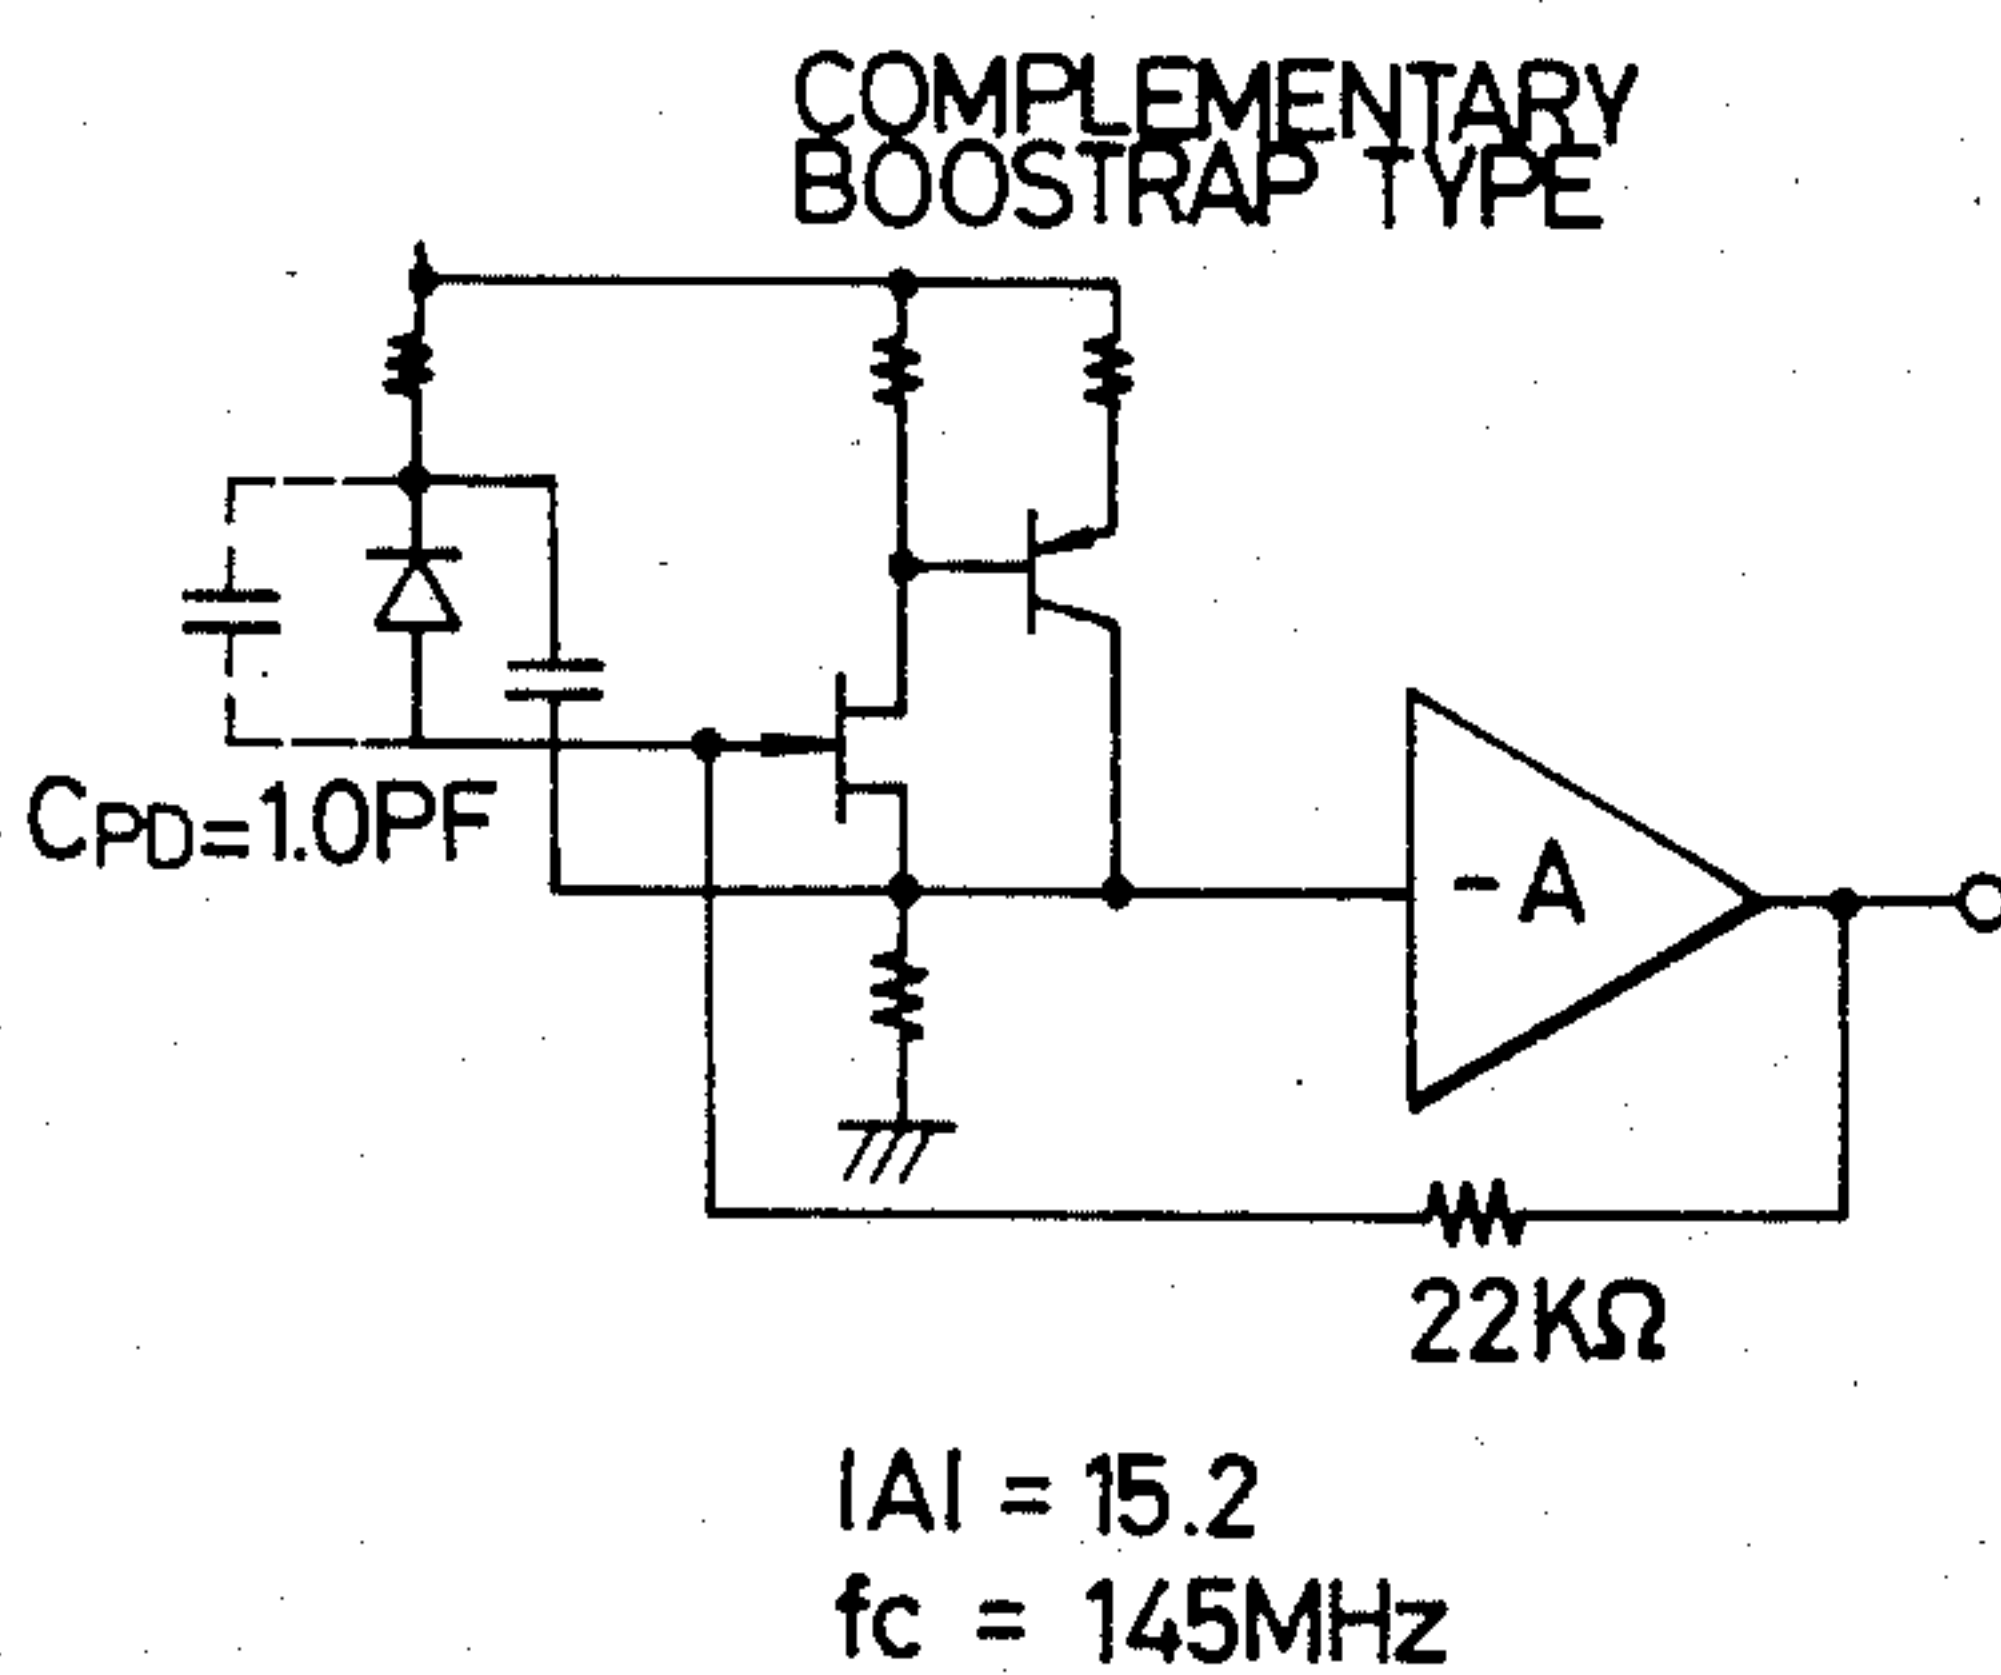 COMPLEMENTARY
BOOSTRAP TYPE
CPD=1.0PF
-A
22KΩ
|A| = 15.2
fc = 145MHz